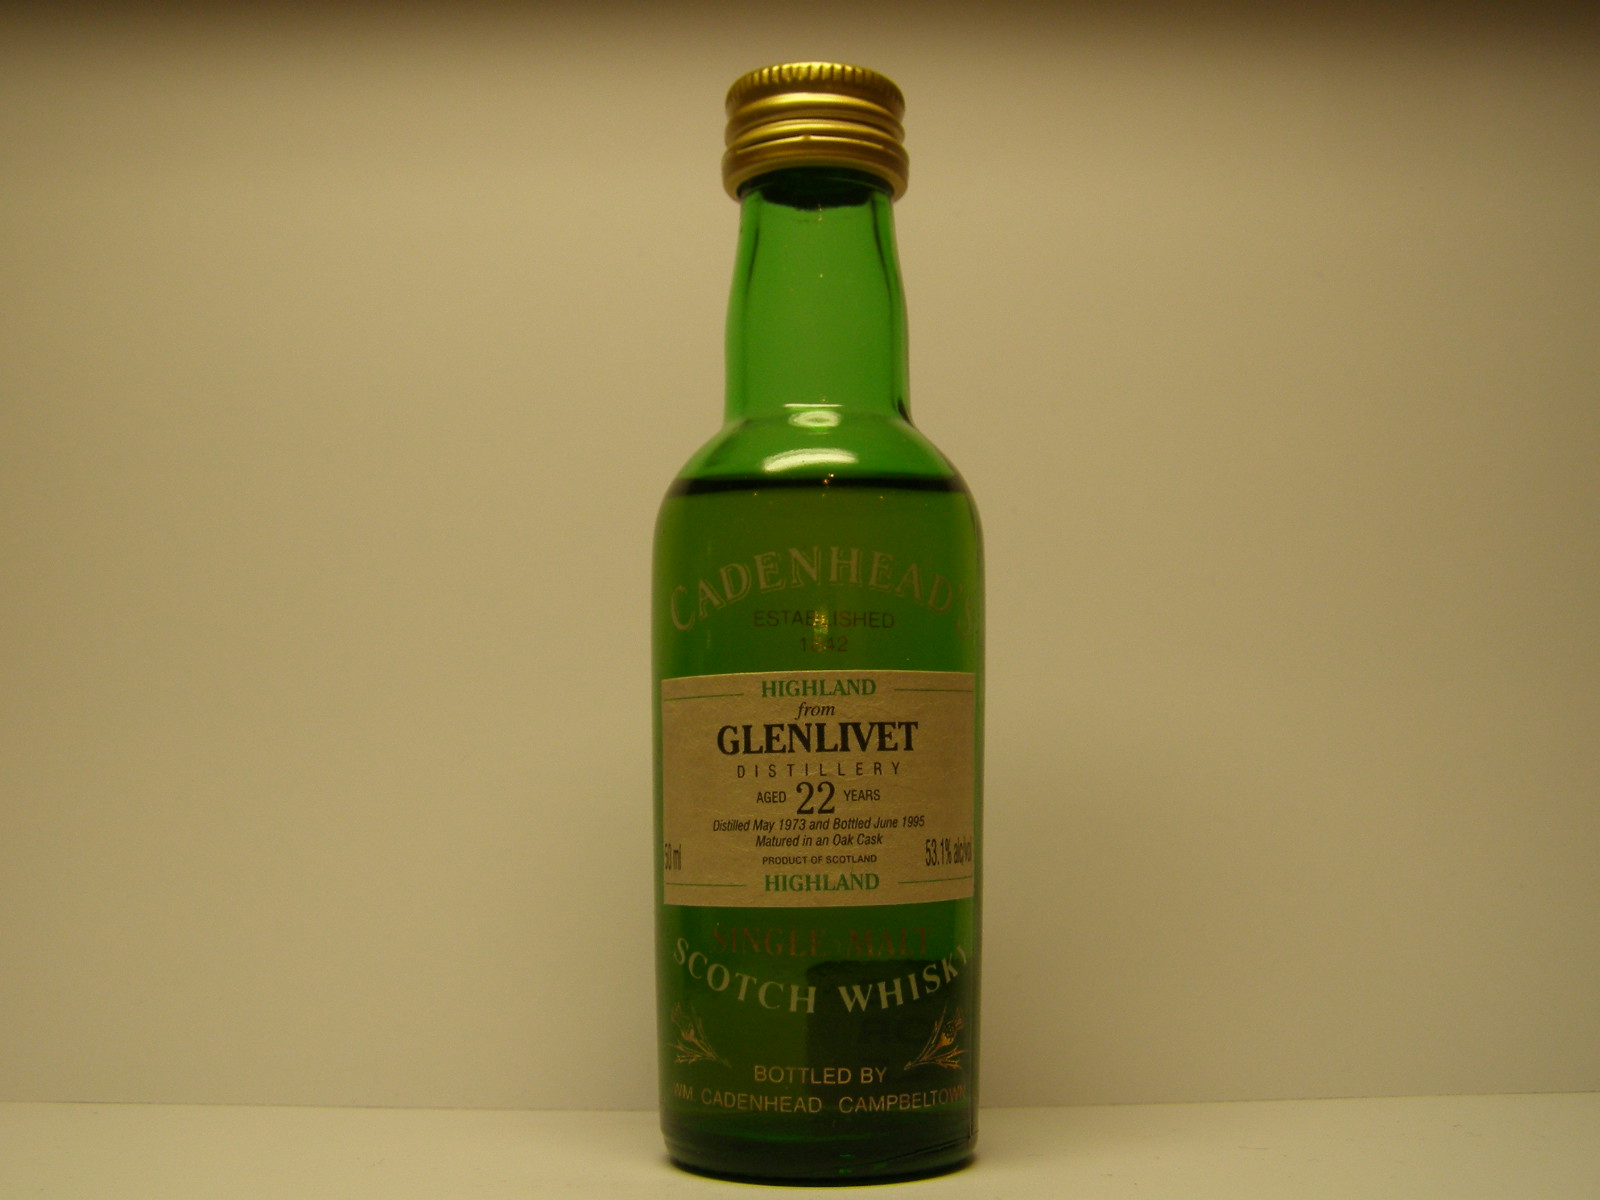 CADENHEAD'S
ESTABLISHED
1842
HIGHLAND
from
GLENLIVET
DISTILLERY
AGED 22 YEARS
Distilled May 1973 and Bottled June 1995
Matured in an Oak Cask
50 ml PRODUCT OF SCOTLAND 53.1% alc/vol
HIGHLAND
SINGLE MALT
SCOTCH WHISKY
BOTTLED BY
WM. CADENHEAD CAMPBELTOWN